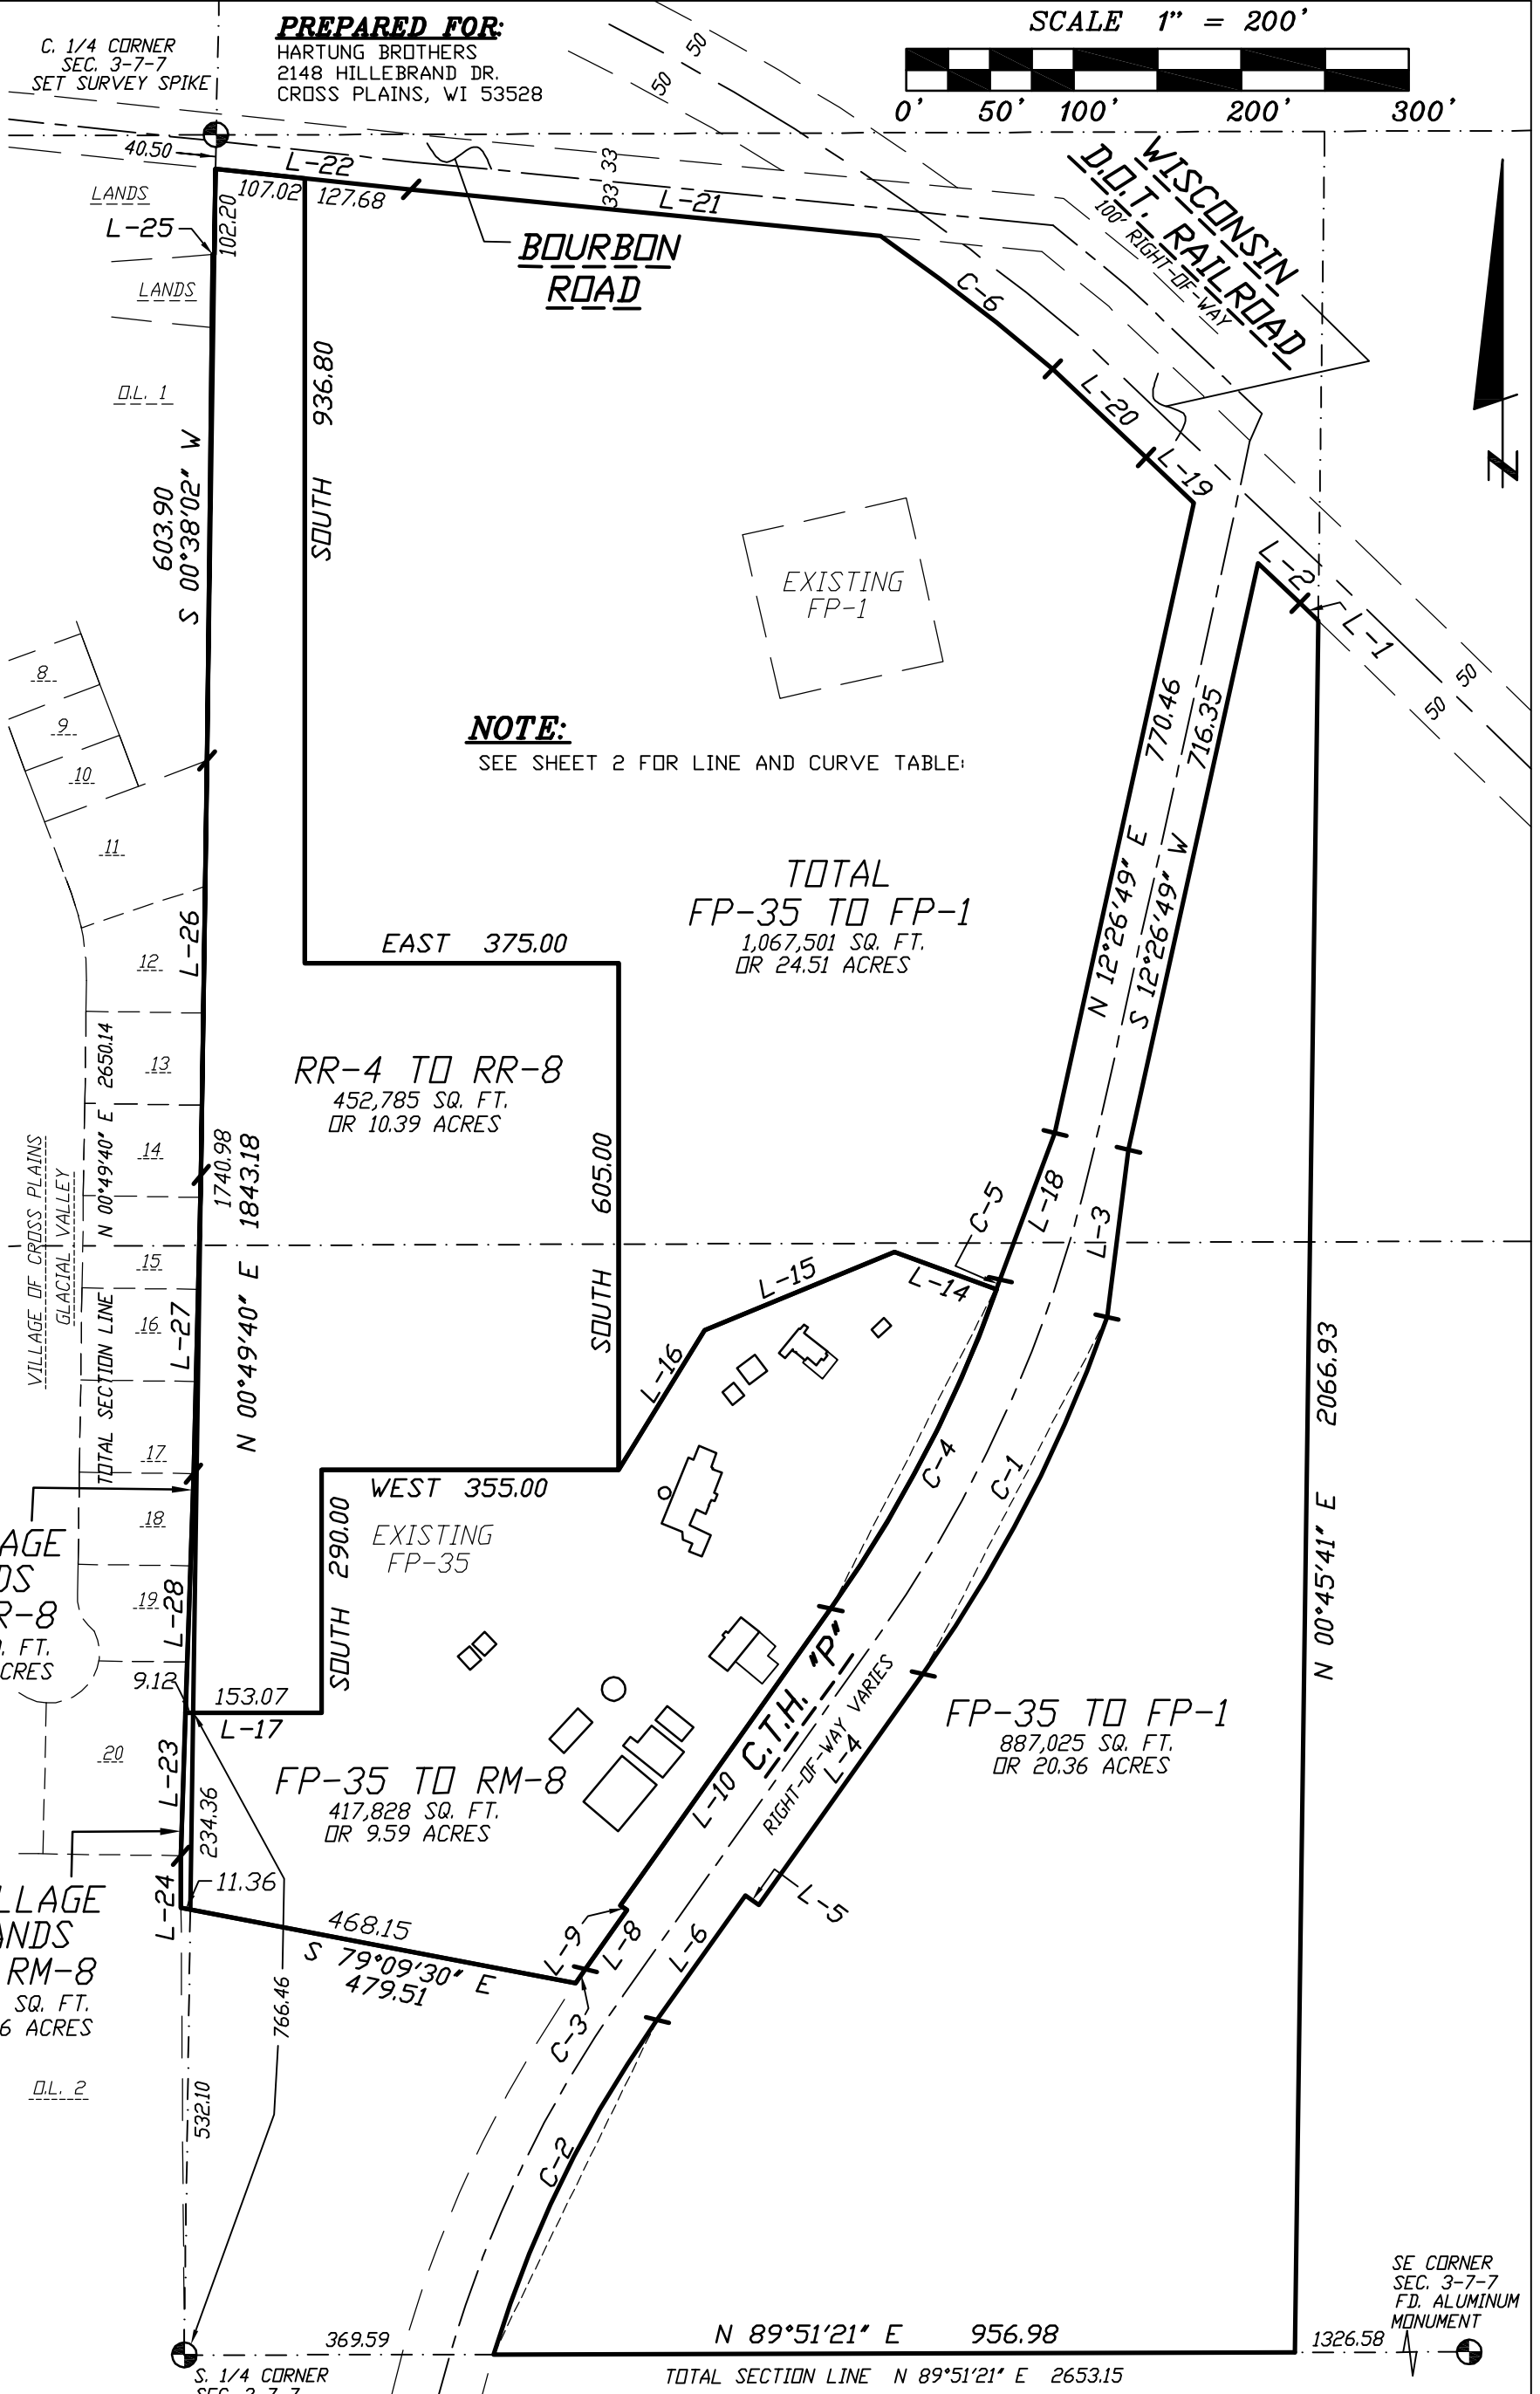 C. 1/4 CORNER
SEC. 3-7-7
SET SURVEY SPIKE
PREPARED FOR:
HARTUNG BROTHERS
2148 HILLEBRAND DR.
CROSS PLAINS, WI 53528
SCALE 1" = 200'
0' 50' 100' 200' 300'
50
50
40.50
L-22
107.02
127.68
33 33
L-21
LANDS
L-25
102.20
LANDS
BOURBON
ROAD
WISCONSIN
D.O.T. RAILROAD
100' RIGHT-OF-WAY
C-6
L-20
L-19
N
O.L. 1
936.80
SOUTH
603.90
S 00°38'02" W
EXISTING
FP-1
L-2
L-1
50
50
8
9
10
11
NOTE:
SEE SHEET 2 FOR LINE AND CURVE TABLE:
770.46
716.35
N 12°26'49" E
S 12°26'49" W
TOTAL
FP-35 TO FP-1
1,067,501 SQ. FT.
OR 24.51 ACRES
EAST 375.00
L-26
12
13
14
15
16
17
18
19
20
TOTAL SECTION LINE N 00°49'40" E 2650.14
VILLAGE OF CROSS PLAINS
GLACIAL VALLEY
RR-4 TO RR-8
452,785 SQ. FT.
OR 10.39 ACRES
1740.98
1843.18
N 00°49'40" E
SOUTH 605.00
C-5
L-18
L-3
L-14
L-15
L-16
L-27
2066.93
N 00°45'41" E
C-4
C-1
WEST 355.00
EXISTING
FP-35
SOUTH 290.00
AGE
DS
R-8
. FT.
CRES
L-28
9.12
153.07
L-17
C.T.H. "P"
RIGHT-OF-WAY VARIES
L-10
L-4
FP-35 TO FP-1
887,025 SQ. FT.
OR 20.36 ACRES
L-23
FP-35 TO RM-8
417,828 SQ. FT.
OR 9.59 ACRES
234.36
11.36
L-24
LLAGE
ANDS
RM-8
SQ. FT.
6 ACRES
468.15
S 79°09'30" E
479.51
L-9
L-8
L-5
L-6
C-3
766.46
O.L. 2
532.10
C-2
SE CORNER
SEC. 3-7-7
FD. ALUMINUM
MONUMENT
369.59
N 89°51'21" E 956.98
1326.58
S. 1/4 CORNER
TOTAL SECTION LINE N 89°51'21" E 2653.15